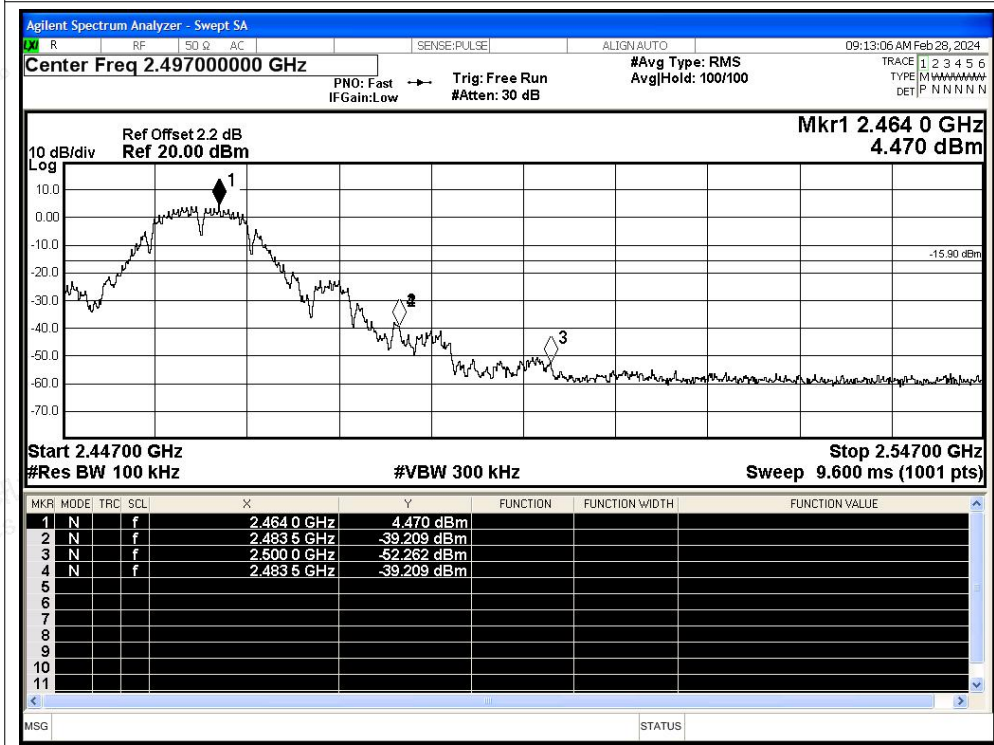 Agilent Spectrum Analyzer - Swept SA
LXI R RF 50 Ω AC SENSE:PULSE ALIGN AUTO 09:13:06 AM Feb 28, 2024
Center Freq 2.497000000 GHz
PNO: Fast
IFGain:Low
Trig: Free Run
#Atten: 30 dB
#Avg Type: RMS
Avg|Hold: 100/100
TRACE 1 2 3 4 5 6
TYPE M
DET P N N N N N
Mkr1 2.464 0 GHz
4.470 dBm
Ref Offset 2.2 dB
10 dB/div Ref 20.00 dBm
Log
1
10.0
0.00
-10.0
-15.90 dBm
-20.0
-30.0
-40.0
3
-50.0
-60.0
-70.0
Start 2.44700 GHz Stop 2.54700 GHz
#Res BW 100 kHz #VBW 300 kHz Sweep 9.600 ms (1001 pts)
MKR MODE TRC SCL X Y FUNCTION FUNCTION WIDTH FUNCTION VALUE
1 N f 2.464 0 GHz 4.470 dBm
2 N f 2.483 5 GHz -39.209 dBm
3 N f 2.500 0 GHz -52.262 dBm
4 N f 2.483 5 GHz -39.209 dBm
5
6
7
8
9
10
11
MSG STATUS